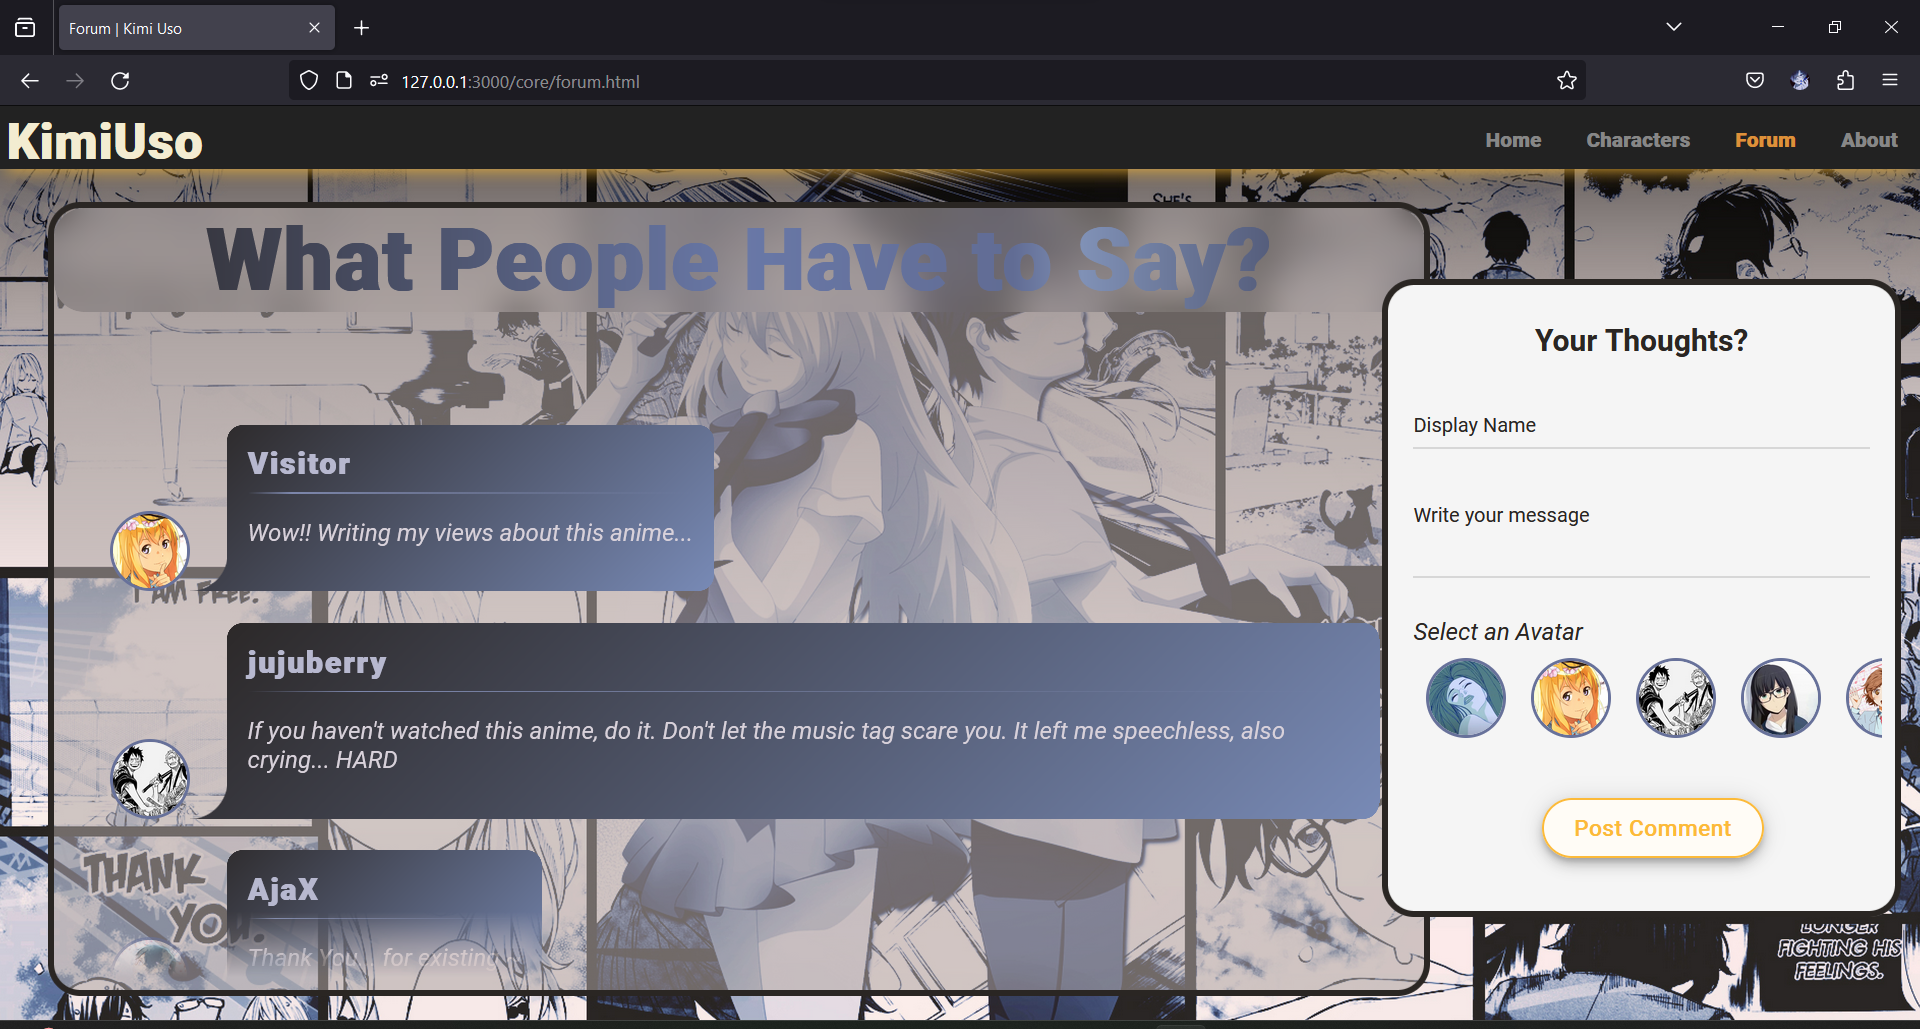 Forum | Kimi Uso
127.0.0.1:3000/core/forum.html
KimiUso
Home
Characters
Forum
About
SHE'S
What People Have to Say?
Your Thoughts?
Display Name
Visitor
Wow!! Writing my views about this anime...
Write your message
I AM FREE.
Select an Avatar
jujuberry
If you haven't watched this anime, do it. Don't let the music tag scare you. It left me speechless, also
crying... HARD
Post Comment
THANK
YOU.
AjaX
Thank You... for existing
LONGER
FIGHTING HIS
FEELINGS.